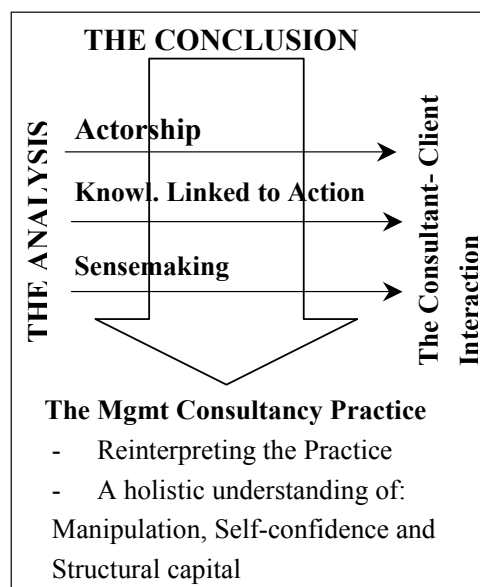 THE CONCLUSION
THE ANALYSIS
Actorship
Knowl. Linked to Action
Sensemaking
The Consultant- Client
Interaction
The Mgmt Consultancy Practice
- Reinterpreting the Practice
- A holistic understanding of:
Manipulation, Self-confidence and
Structural capital